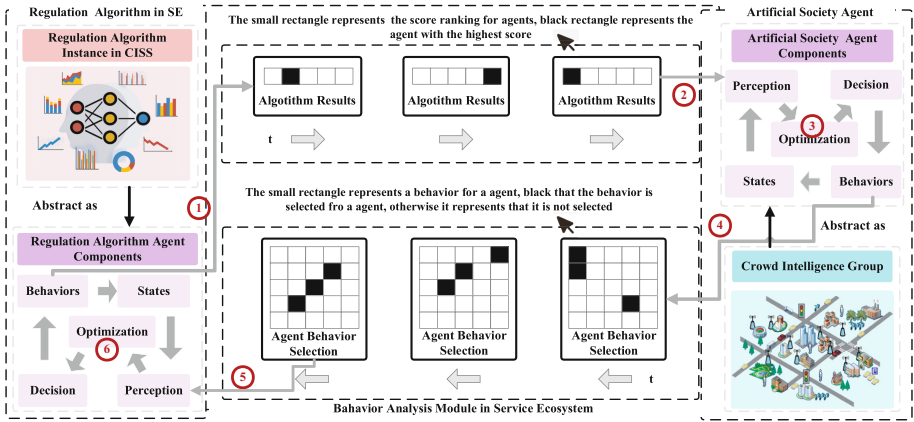 Regulation Algorithm in SE
Regulation Algorithm
Instance in CISS
Abstract as
Regulation Algorithm Agent
Components
Behaviors
States
Optimization
6
Decision
Perception
The small rectangle represents the score ranking for agents, black rectangle represents the
agent with the highest score
Algotithm Results
Algorithm Results
Algorithm Results
t
1
2
The small rectangle represents a behavior for a agent, black that the behavior is
selected fro a agent, otherwise it represents that it is not selected
Agent Behavior
Selection
Agent Behavior
Selection
Agent Behavior
Selection
5
t
Bahavior Analysis Module in Service Ecosystem
Artificial Society Agent
Artificial Society Agent
Components
Perception
Decision
3
Optimization
States
Behaviors
4
Abstract as
Crowd Intelligence Group